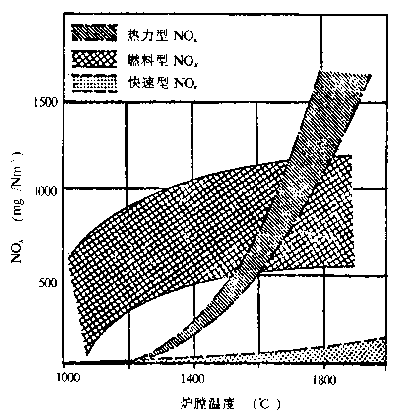 热力型 NOₓ
燃料型 NOₓ
快速型 NOₓ
1500
1000
500
NOₓ (mg/Nm³)
1000
1400
1800
炉膛温度 (℃)